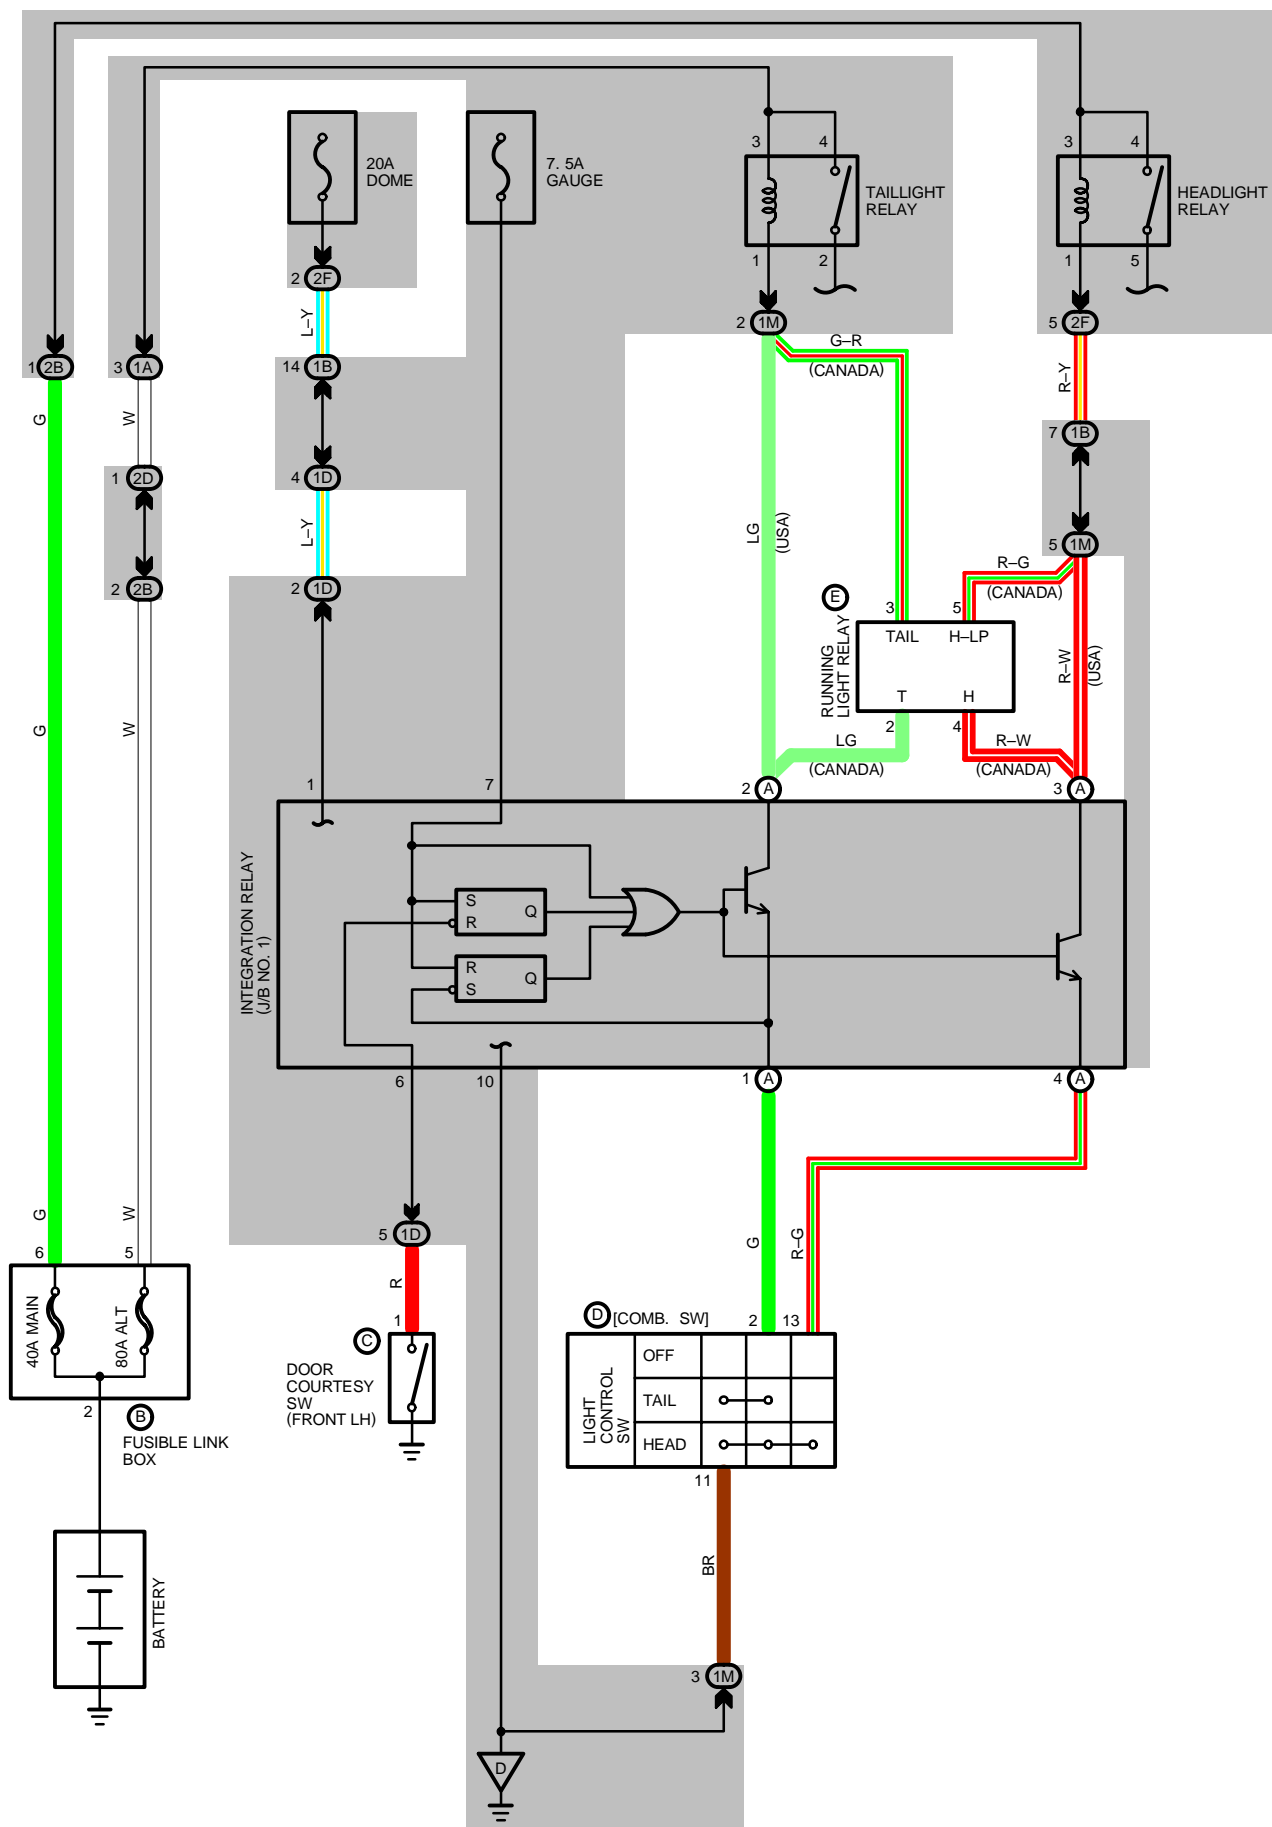 3
4
3
4
20A
DOME
7. 5A
GAUGE
TAILLIGHT
RELAY
HEADLIGHT
RELAY
1
2
1
5
2 2F
2 1M
5 2F
L–Y
G–R
(CANADA)
1 2B
3 1A
14 1B
R–Y
G
W
7 1B
1 2D
4 1D
LG
(USA)
L–Y
5 1M
R–G
(CANADA)
2 2B
2 1D
E
3
5
RUNNING
LIGHT RELAY
TAIL
H–LP
T
H
R–W
(USA)
G
W
2
4
LG
(CANADA)
R–W
(CANADA)
1
7
2 A
3 A
INTEGRATION RELAY
(J/B NO. 1)
S
R
Q
R
S
Q
6
10
1 A
4 A
G
W
5 1D
G
R–G
6
5
R
40A MAIN
80A ALT
1
C
D [COMB. SW]
2
13
DOOR
COURTESY
SW
(FRONT LH)
LIGHT
CONTROL
SW
OFF
TAIL
HEAD
2
B
FUSIBLE LINK
BOX
11
BR
BATTERY
3 1M
D